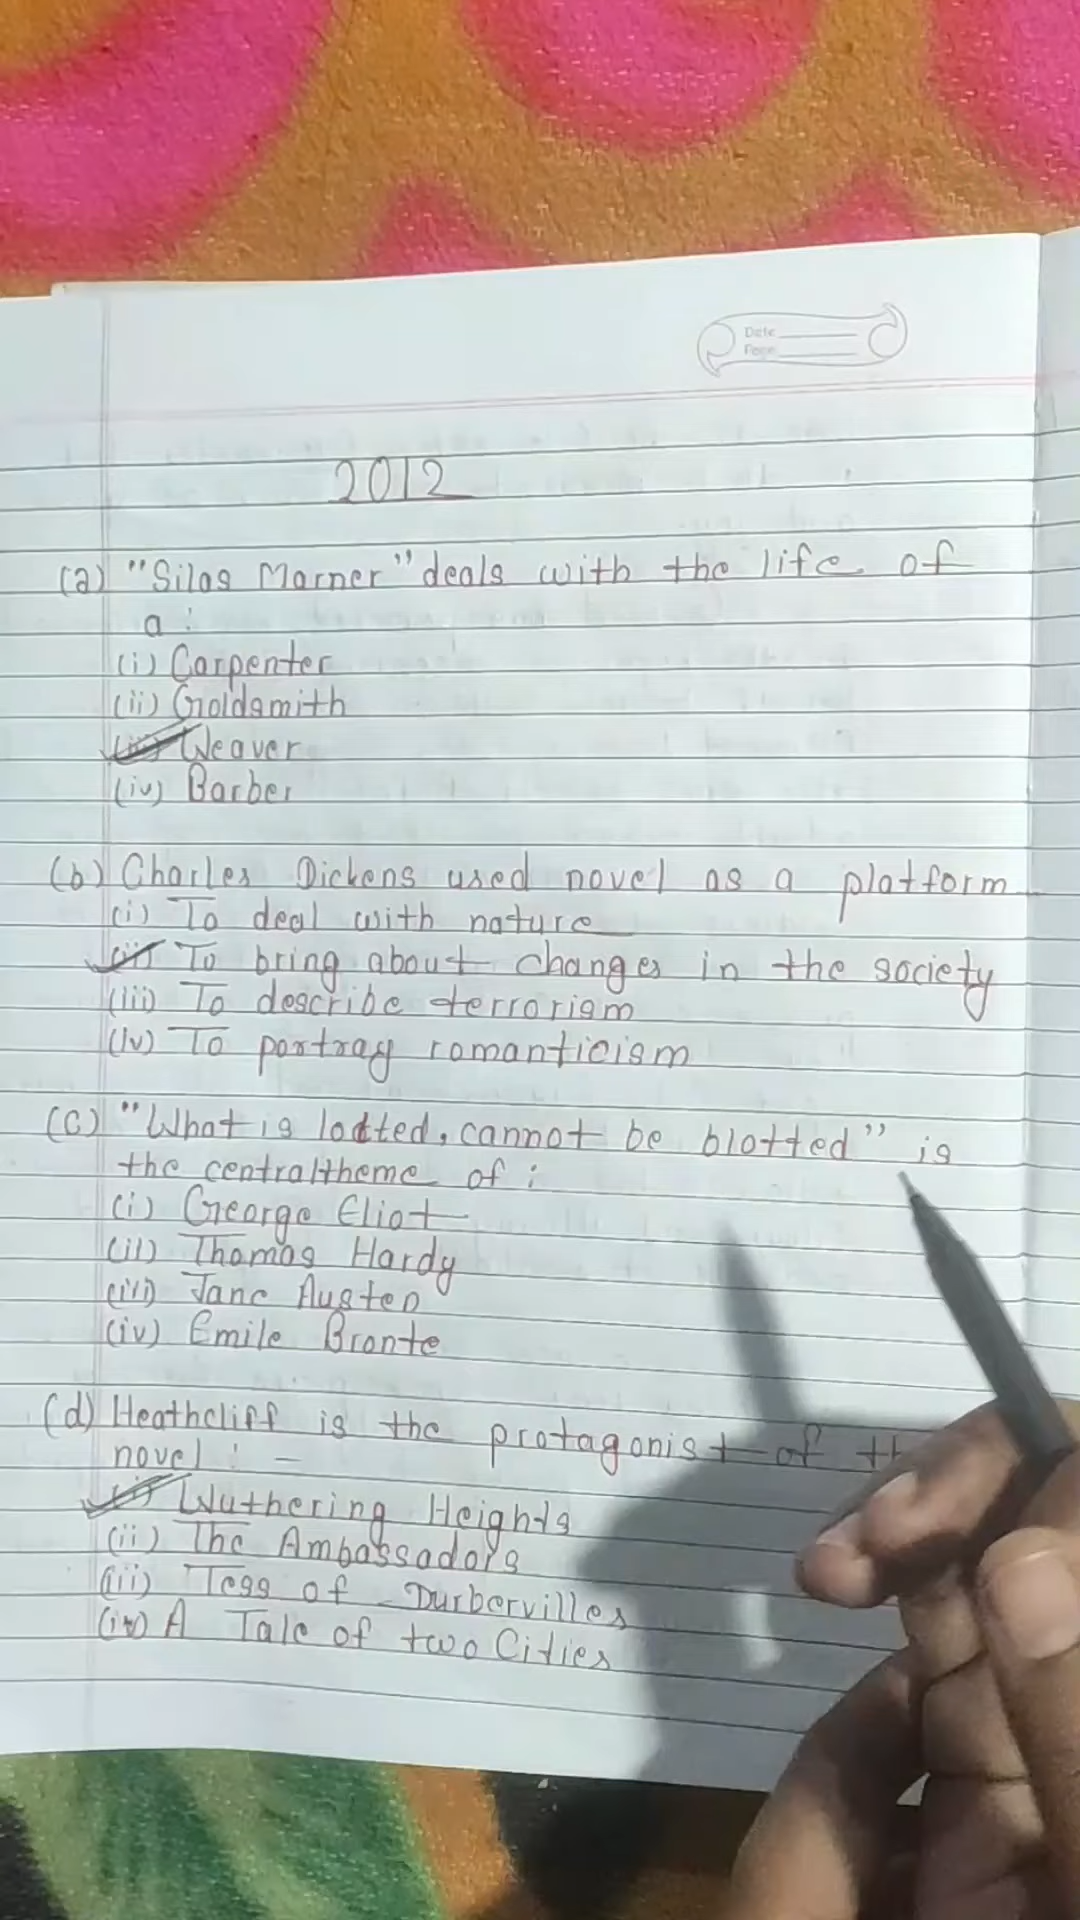 Date
Page
2012
(a) "Silas Marner" deals with the life of
a :
(i) Carpenter
(ii) Goldsmith
(iii) Weaver
(iv) Barber
(b) Charles Dickens used novel as a platform
(i) To deal with nature
(ii) To bring about changes in the society
(iii) To describe terrorism
(iv) To portray romanticism
(c) "What is lotted, cannot be blotted" is
the central theme of :
(i) George Eliot
(ii) Thomas Hardy
(iii) Jane Austen
(iv) Emile Bronte
(d) Heathcliff is the protagonist of
novel : -
(i) Wuthering Heights
(ii) The Ambassadors
(iii) Tess of Durbervilles
(iv) A Tale of two Cities